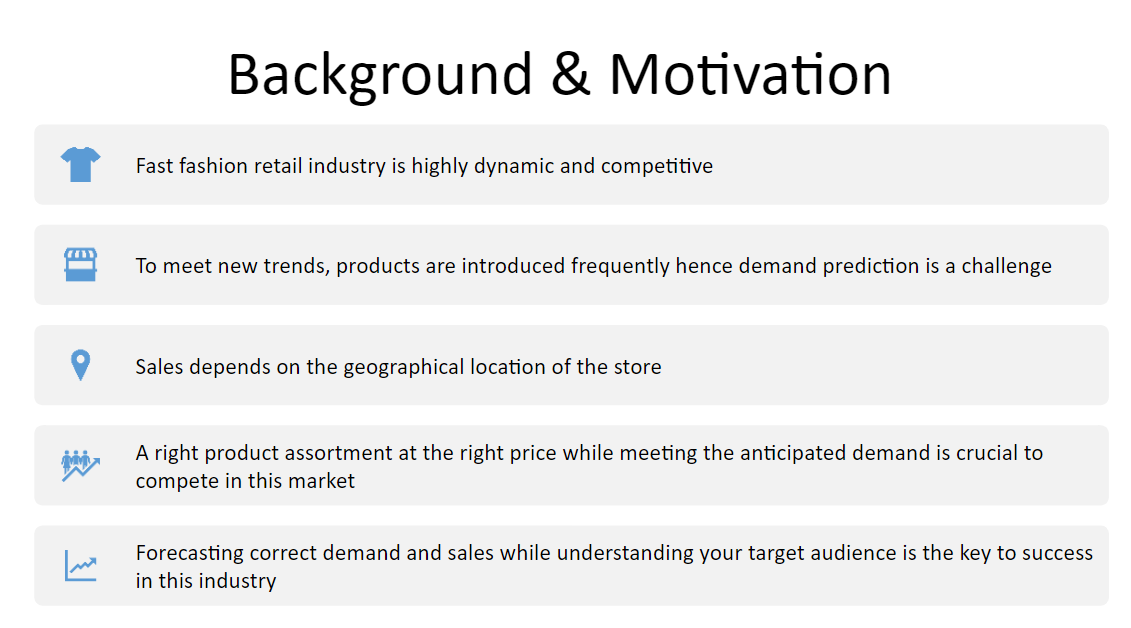 Background & Motivation
Fast fashion retail industry is highly dynamic and competitive
To meet new trends, products are introduced frequently hence demand prediction is a challenge
Sales depends on the geographical location of the store
A right product assortment at the right price while meeting the anticipated demand is crucial to
compete in this market
Forecasting correct demand and sales while understanding your target audience is the key to success
in this industry